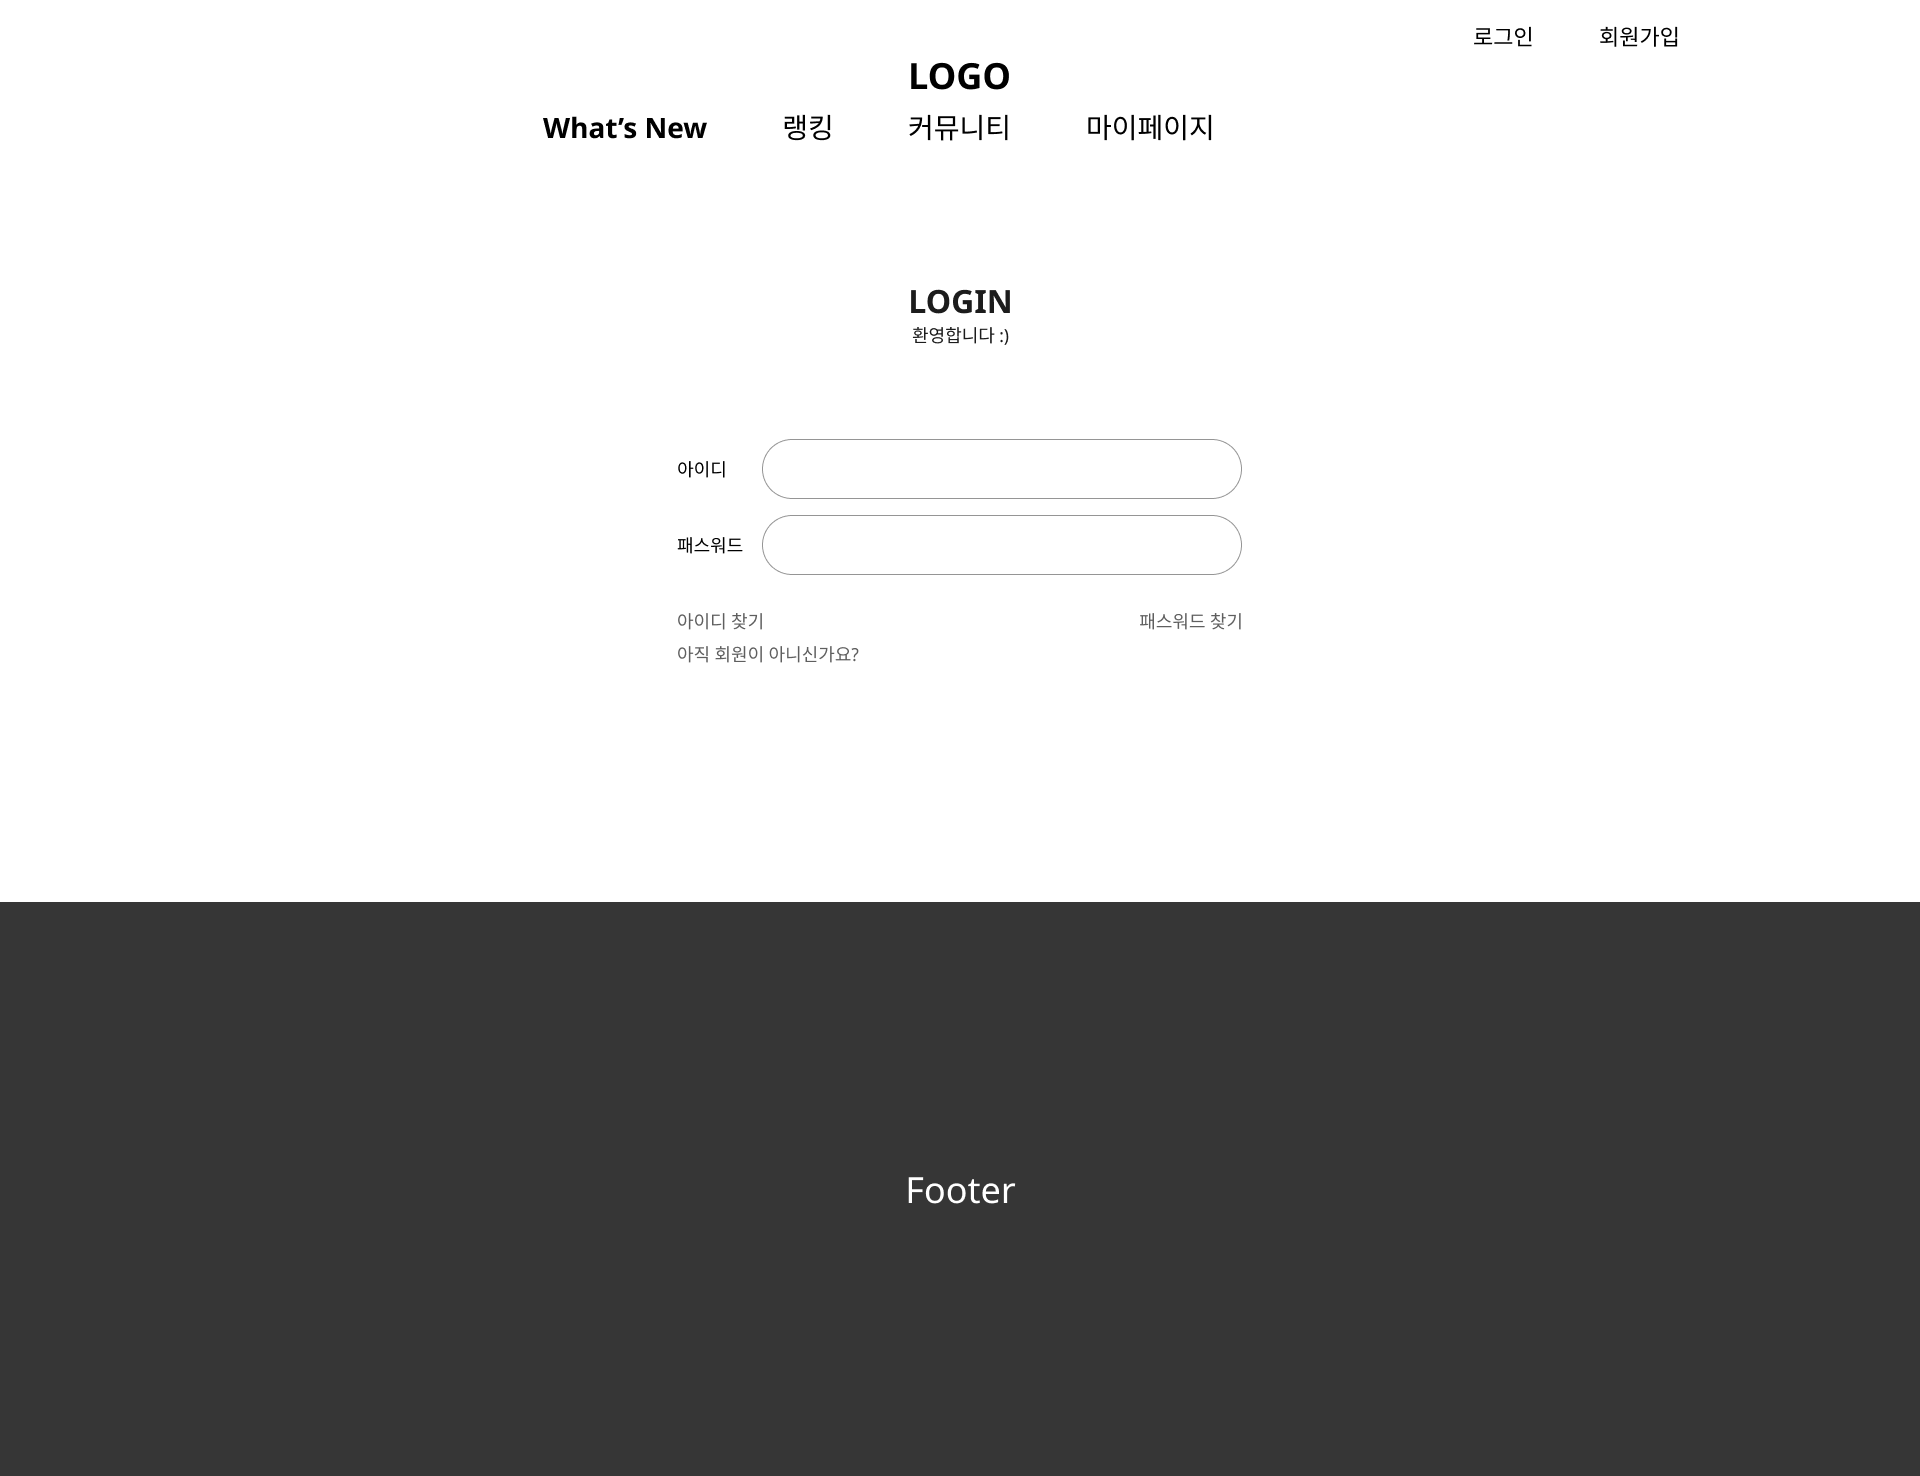 로그인 회원가입
LOGO
What’s New 랭킹 커뮤니티 마이페이지
LOGIN
환영합니다 :)
아이디
패스워드
아이디 찾기 패스워드 찾기
아직 회원이 아니신가요?
Footer